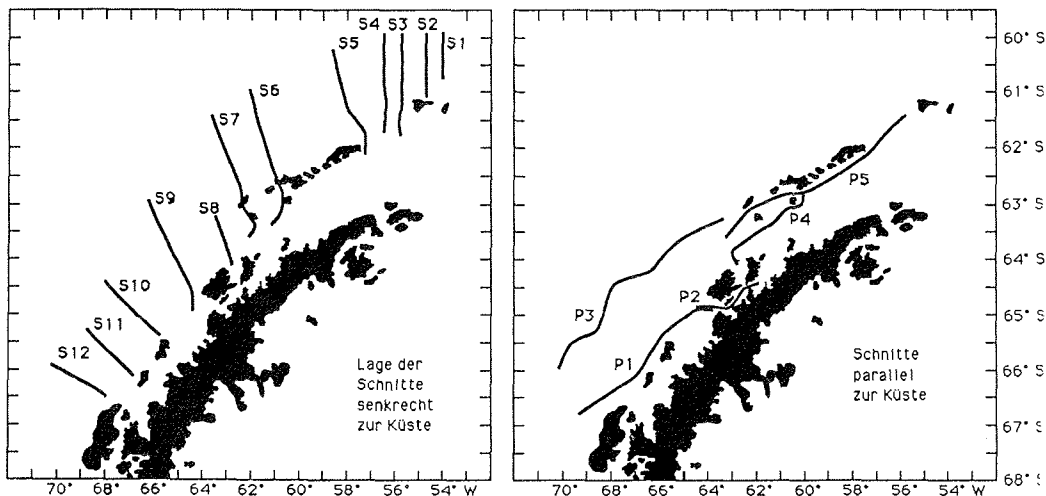 S4 S3 S2
S5 S1
S6
S7
S9 S8
S10
S11
S12
Lage der
Schnitte
senkrecht
zur Küste
70° 68° 66° 64° 62° 60° 58° 56° 54° W
P5
P4
P2
P3
P1
Schnitte
parallel
zur Küste
60° S
61° S
62° S
63° S
64° S
65° S
66° S
67° S
68° S
70° 68° 66° 64° 62° 60° 58° 56° 54° W